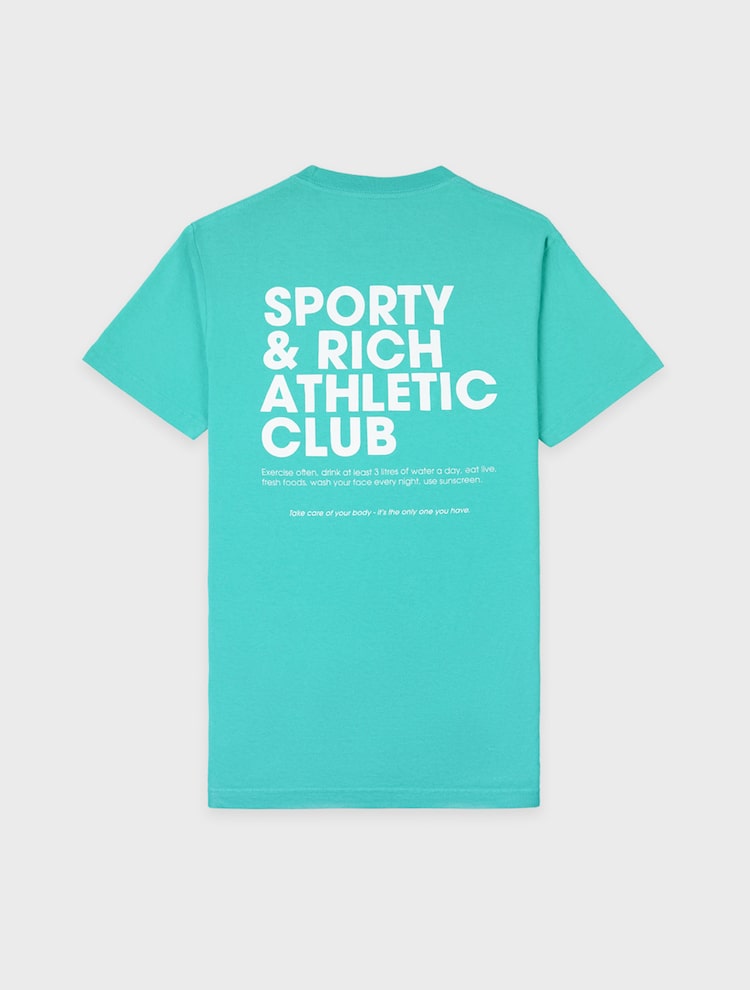 SPORTY
& RICH
ATHLETIC
CLUB
Exercise often, drink at least 3 litres of water a day, eat live,
fresh foods, wash your face every night, use sunscreen.
Take care of your body - it's the only one you have.